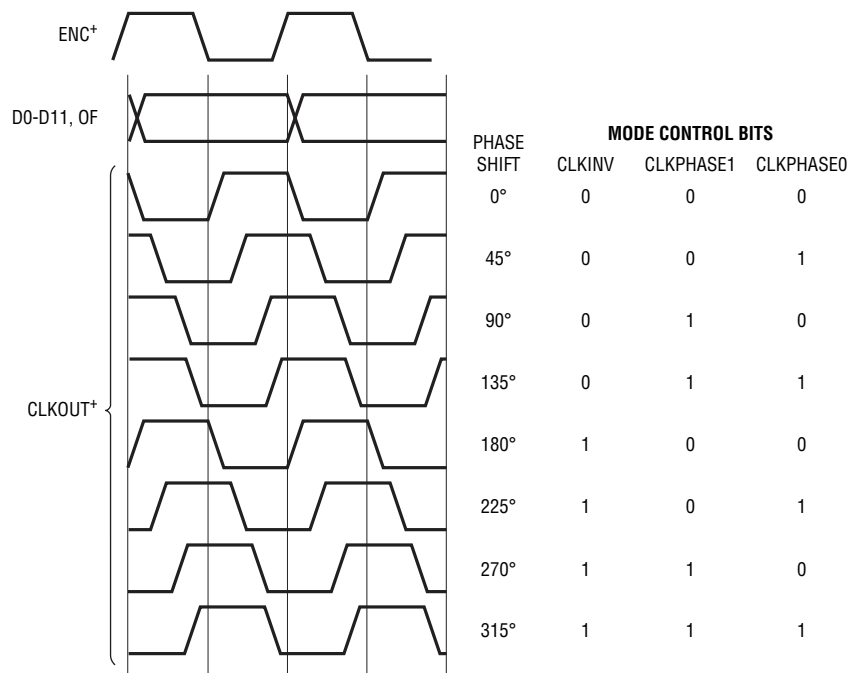 ENC+
D0-D11, OF
CLKOUT+
PHASE SHIFT
MODE CONTROL BITS
CLKINV CLKPHASE1 CLKPHASE0
0° 0 0 0
45° 0 0 1
90° 0 1 0
135° 0 1 1
180° 1 0 0
225° 1 0 1
270° 1 1 0
315° 1 1 1